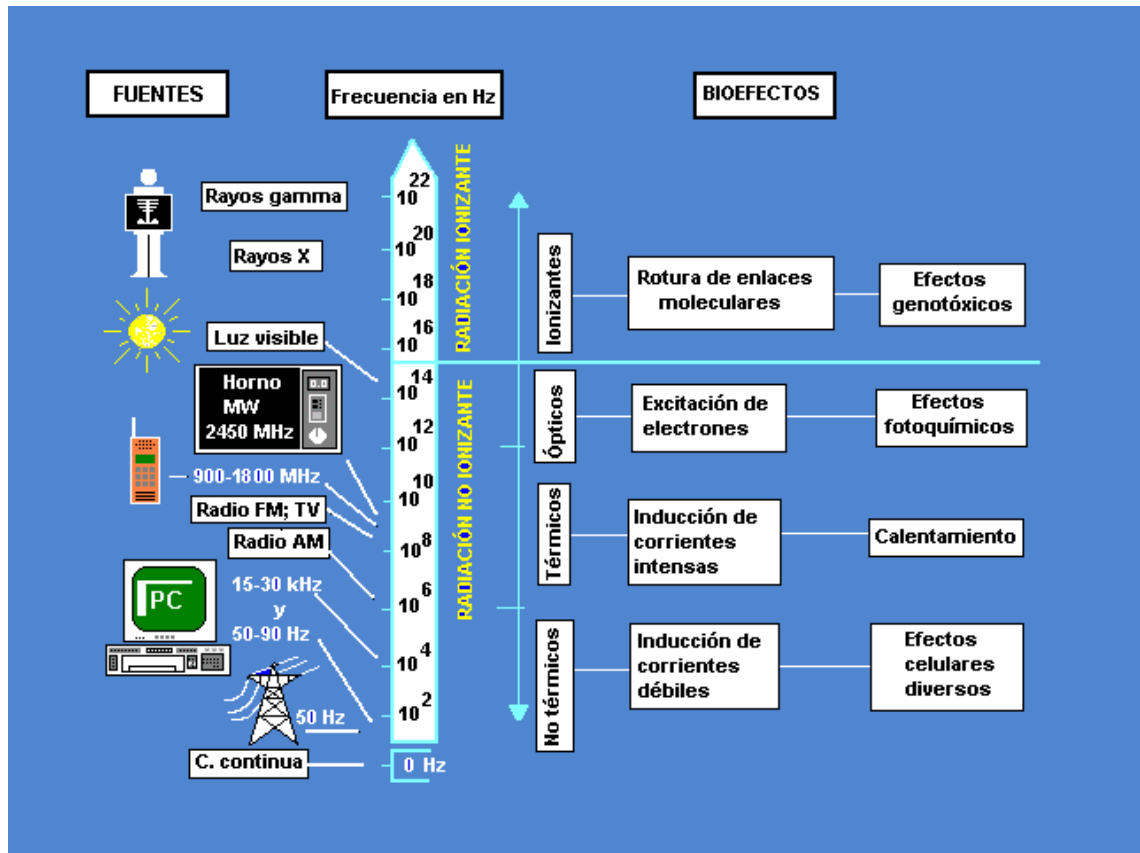 FUENTES
Frecuencia en Hz
BIOEFECTOS
Rayos gamma
Rayos X
Luz visible
Horno
MW
2450 MHz
0.0
900-1800 MHz
Radio FM; TV
Radio AM
PC
15-30 kHz
y
50-90 Hz
50 Hz
C. continua
10^22
10^20
10^18
10^16
10^14
10^12
10^10
10^8
10^6
10^4
10^2
0 Hz
RADIACIÓN IONIZANTE
RADIACIÓN NO IONIZANTE
Ionizantes
Rotura de enlaces
moleculares
Efectos
genotóxicos
Ópticos
Excitación de
electrones
Efectos
fotoquímicos
Térmicos
Inducción de
corrientes
intensas
Calentamiento
No térmicos
Inducción de
corrientes
débiles
Efectos
celulares
diversos